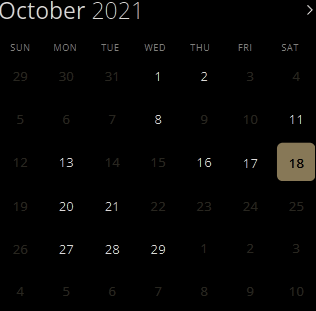 October 2021
SUN MON TUE WED THU FRI SAT
29 30 31 1 2 3 4
5 6 7 8 9 10 11
12 13 14 15 16 17 18
19 20 21 22 23 24 25
26 27 28 29 1 2 3
4 5 6 7 8 9 10